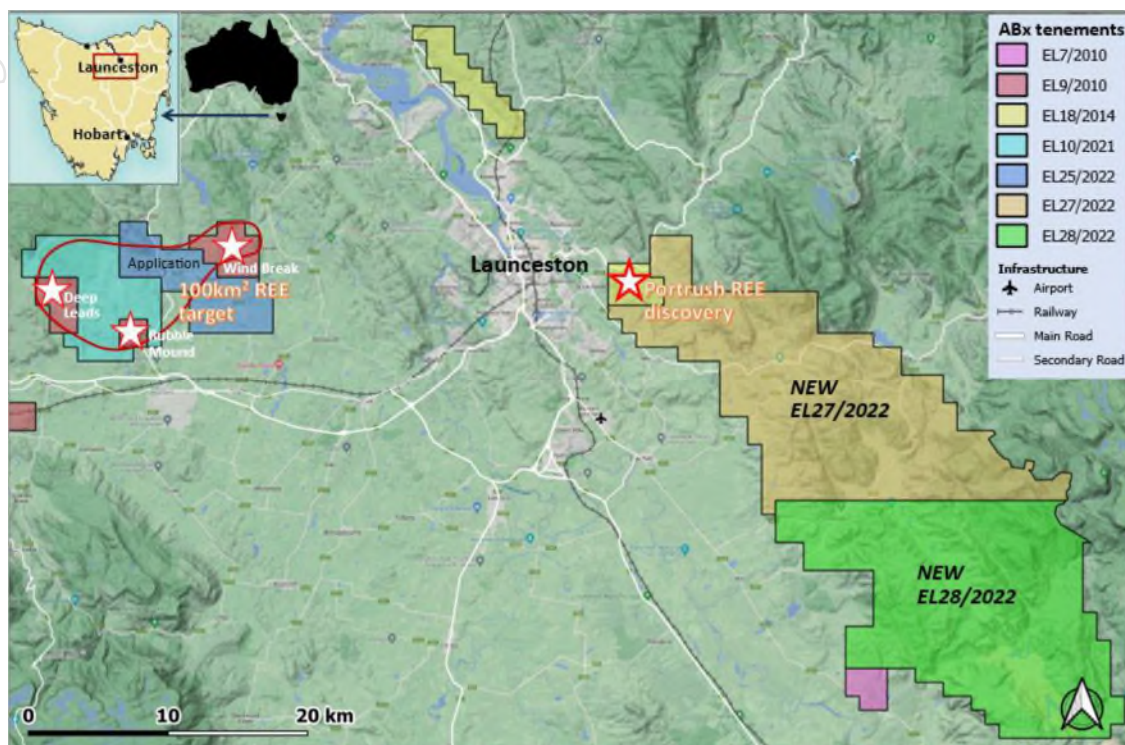 Launceston
Hobart
ABx tenements
EL7/2010
EL9/2010
EL18/2014
EL10/2021
EL25/2022
EL27/2022
EL28/2022
Infrastructure
Airport
Railway
Main Road
Secondary Road
Application
Wind Break
100km² REE
target
Deep
Leads
Rubble
Mound
Launceston
Portrush REE
discovery
NEW
EL27/2022
NEW
EL28/2022
0 10 20 km